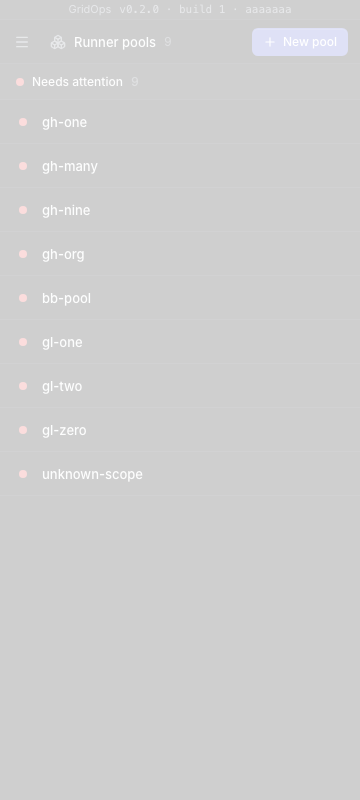 GridOps v0.2.0 · build 1 · aaaaaaa
Runner pools 9
+ New pool
Needs attention 9
gh-one
gh-many
gh-nine
gh-org
bb-pool
gl-one
gl-two
gl-zero
unknown-scope